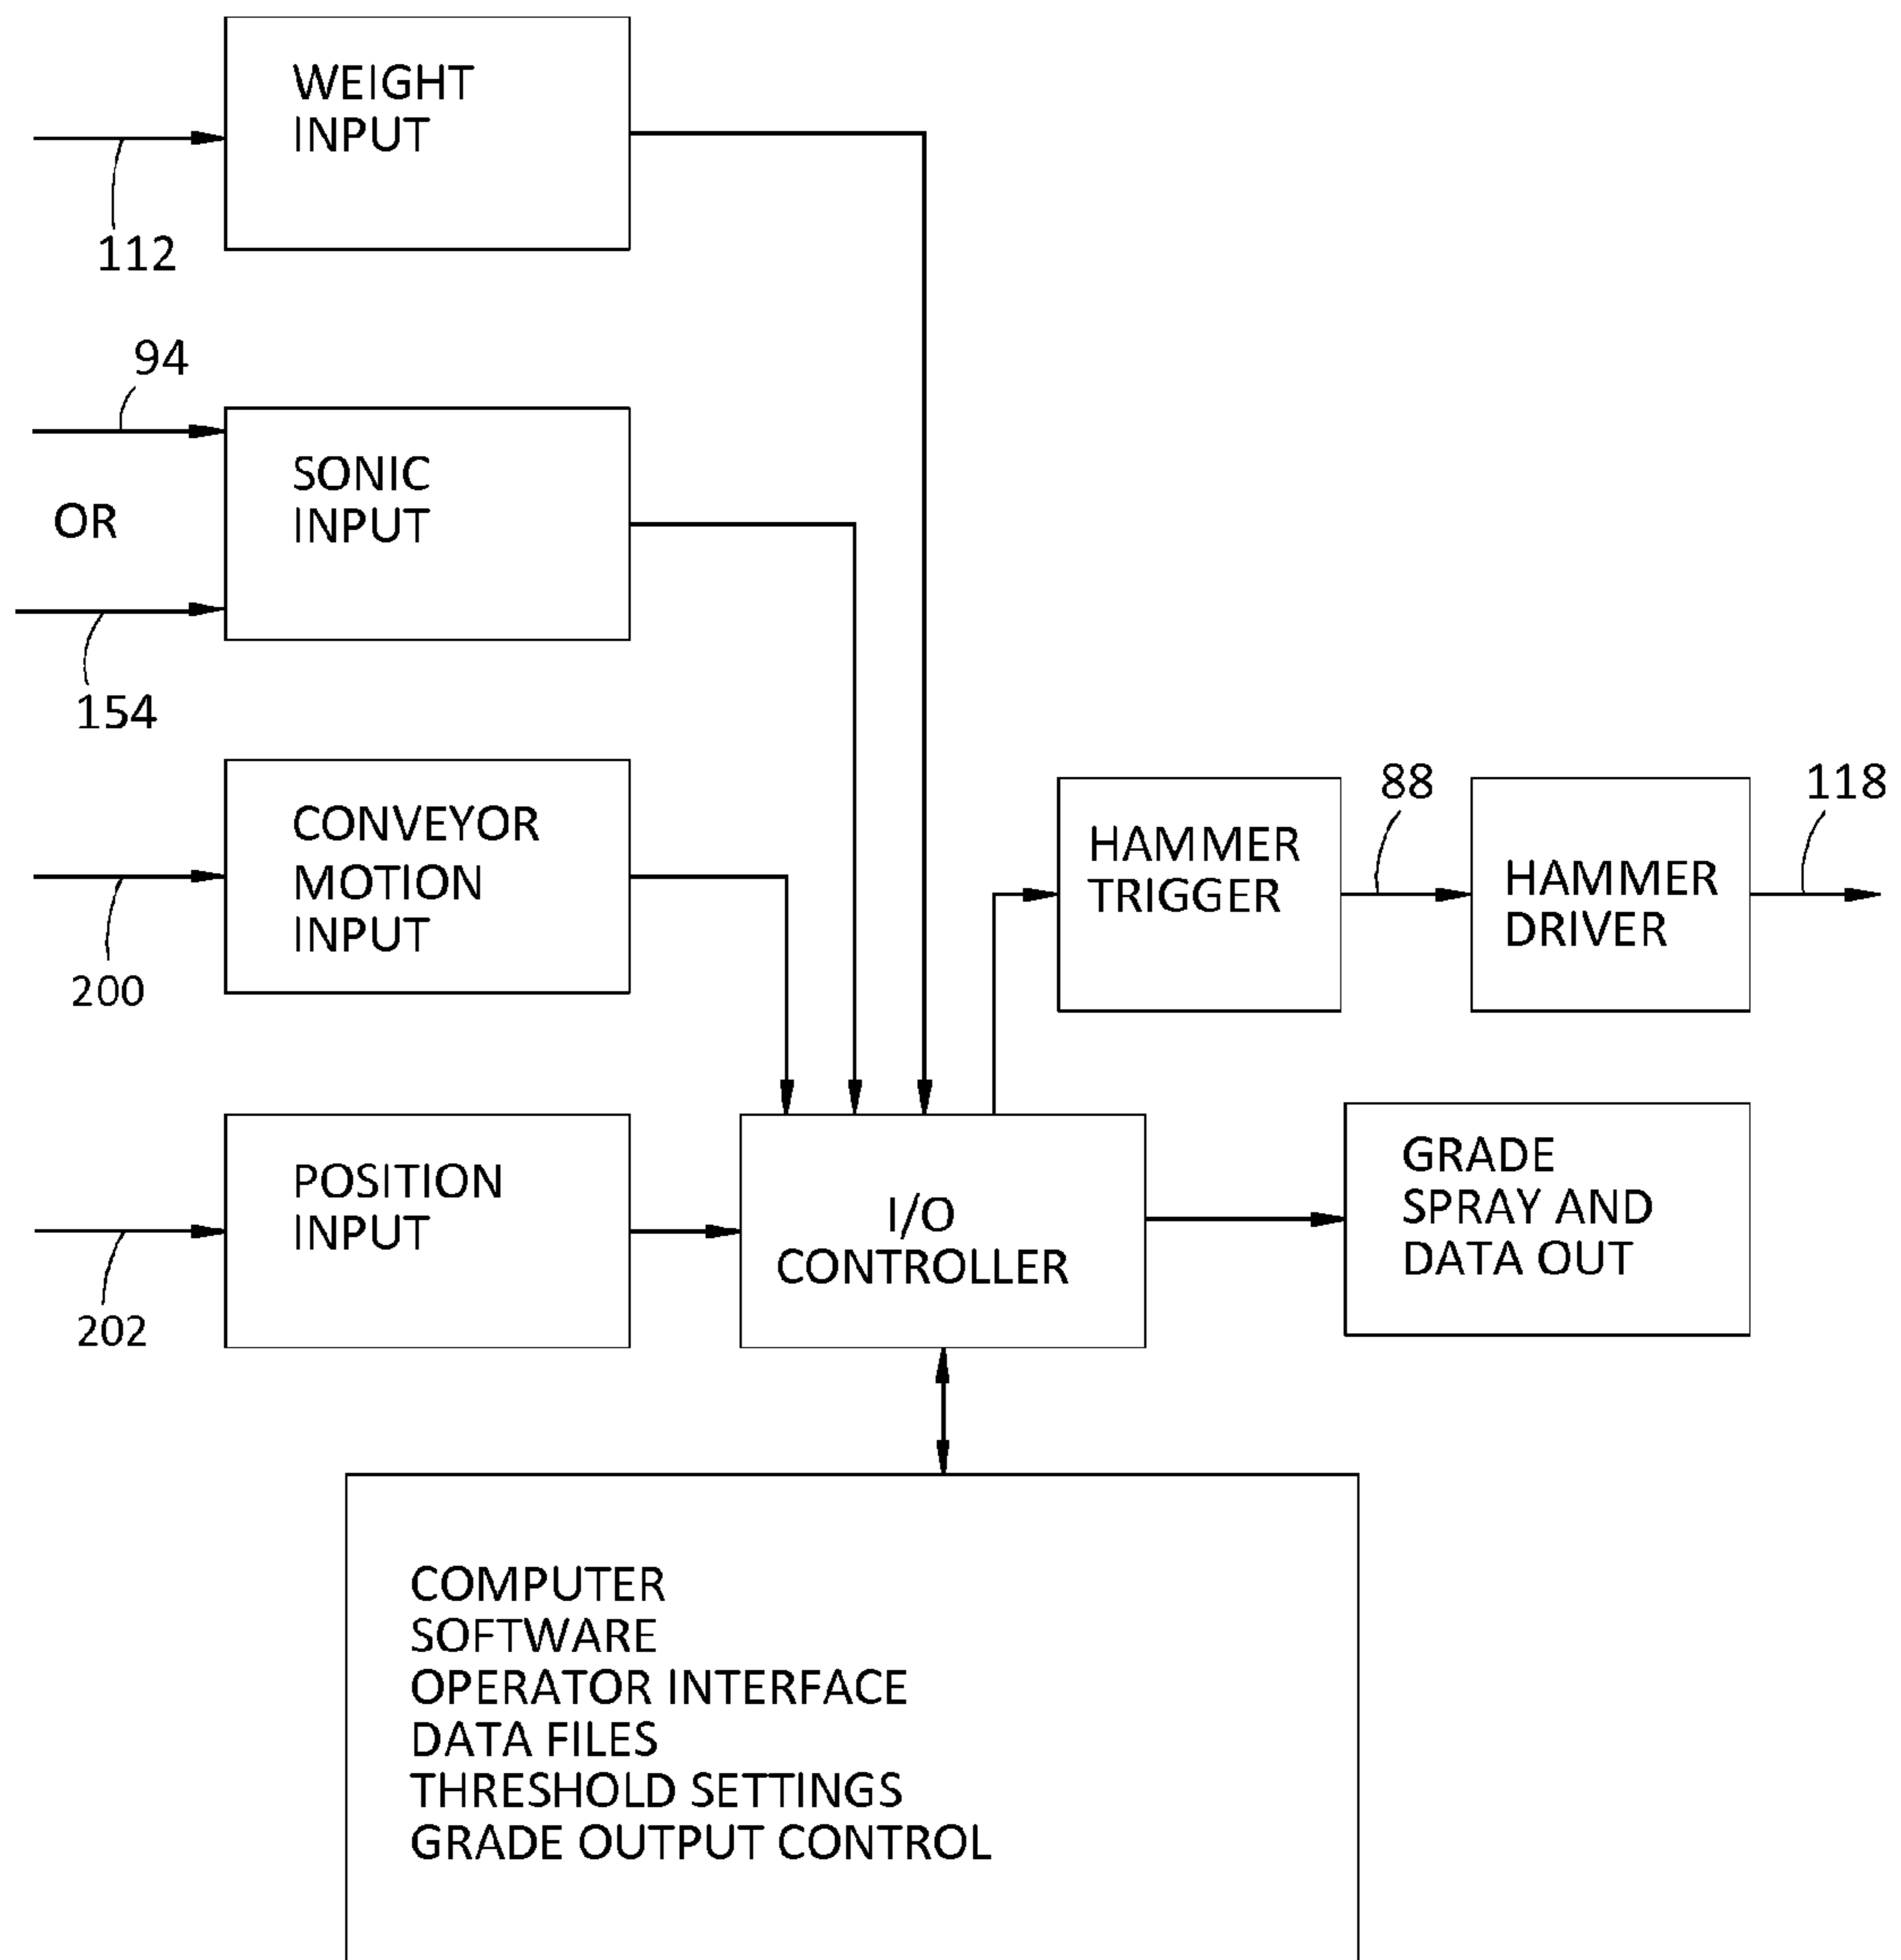 WEIGHT
INPUT
112
94
SONIC
INPUT
OR
154
CONVEYOR
MOTION
INPUT
200
HAMMER
TRIGGER
88
HAMMER
DRIVER
118
POSITION
INPUT
202
I/O
CONTROLLER
GRADE
SPRAY AND
DATA OUT
COMPUTER
SOFTWARE
OPERATOR INTERFACE
DATA FILES
THRESHOLD SETTINGS
GRADE OUTPUT CONTROL